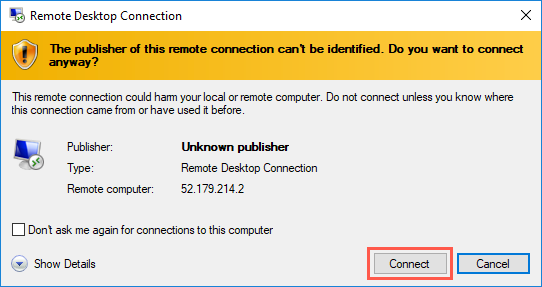 Remote Desktop Connection
The publisher of this remote connection can't be identified. Do you want to connect
anyway?
This remote connection could harm your local or remote computer. Do not connect unless you know where
this connection came from or have used it before.
Publisher: Unknown publisher
Type: Remote Desktop Connection
Remote computer: 52.179.214.2
Don't ask me again for connections to this computer
Show Details Connect Cancel